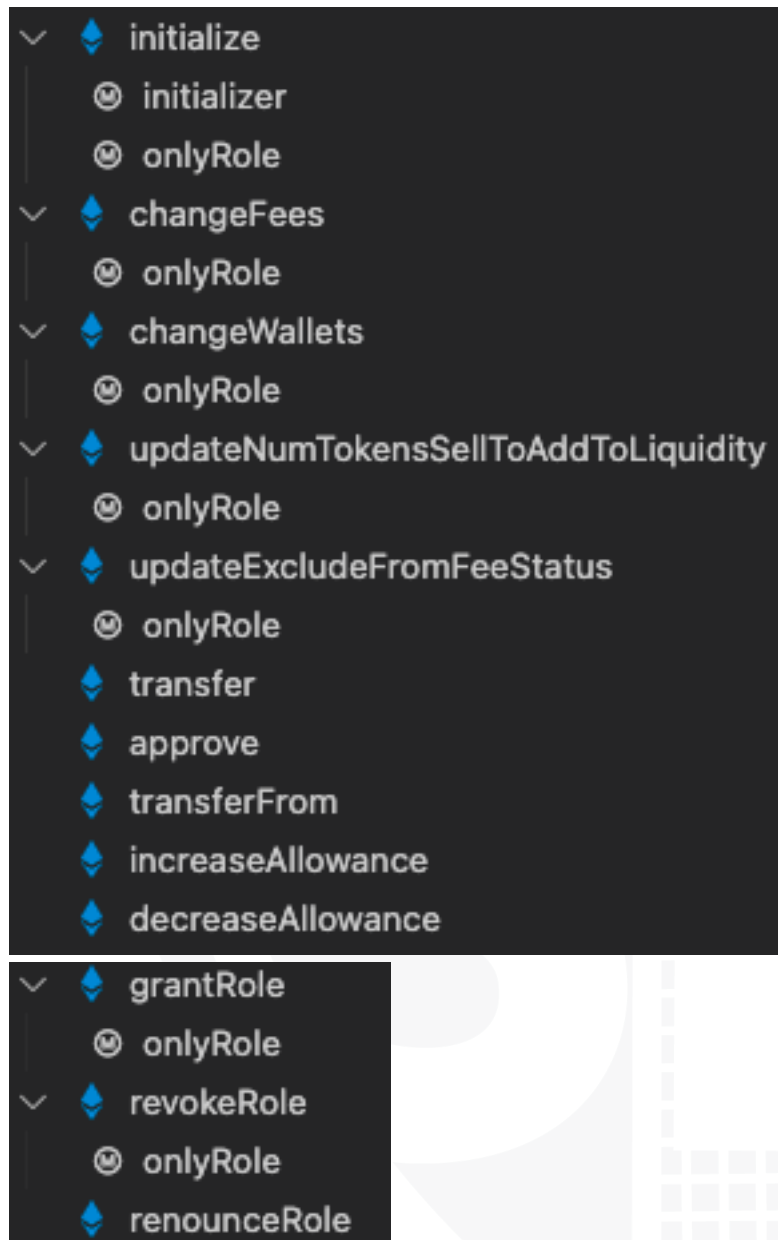 initialize
initializer
onlyRole
changeFees
onlyRole
changeWallets
onlyRole
updateNumTokensSellToAddToLiquidity
onlyRole
updateExcludeFromFeeStatus
onlyRole
transfer
approve
transferFrom
increaseAllowance
decreaseAllowance
grantRole
onlyRole
revokeRole
onlyRole
renounceRole